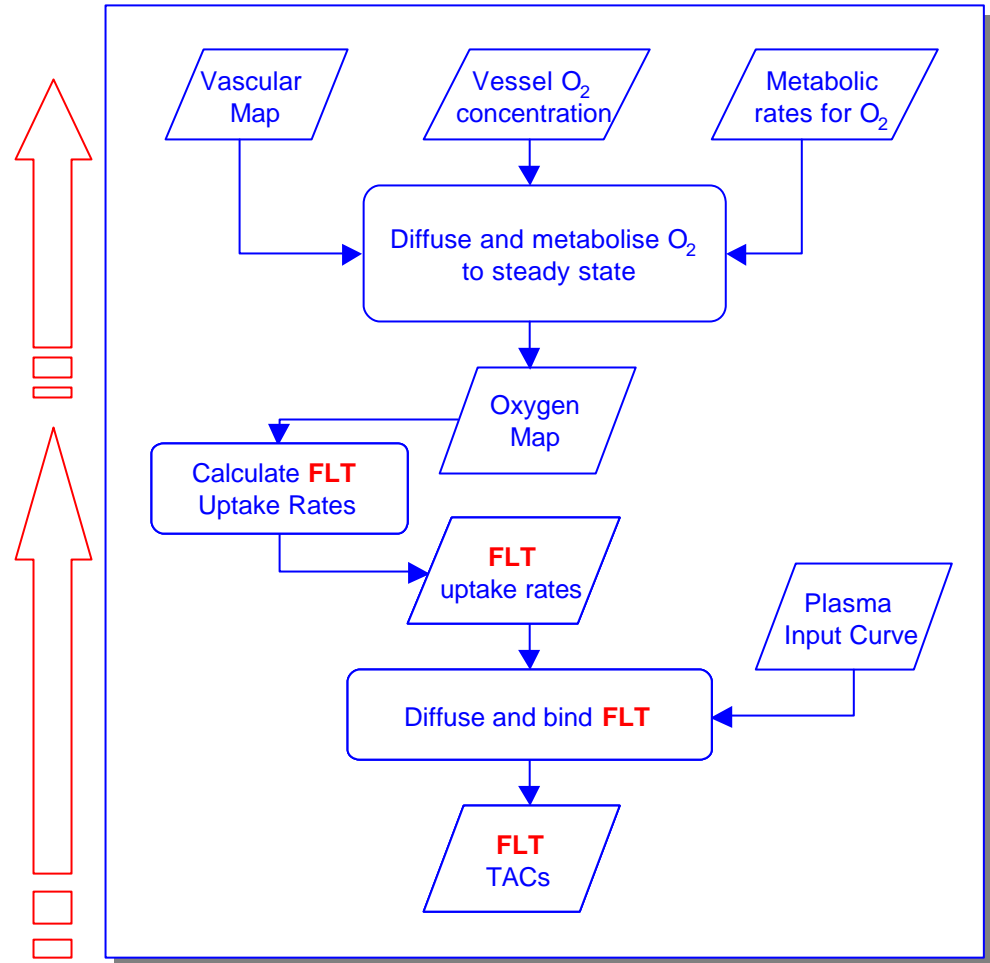 Vascular
Map
Vessel O₂
concentration
Metabolic
rates for O₂
Diffuse and metabolise O₂
to steady state
Oxygen
Map
Calculate FLT
Uptake Rates
FLT
uptake rates
Plasma
Input Curve
Diffuse and bind FLT
FLT
TACs